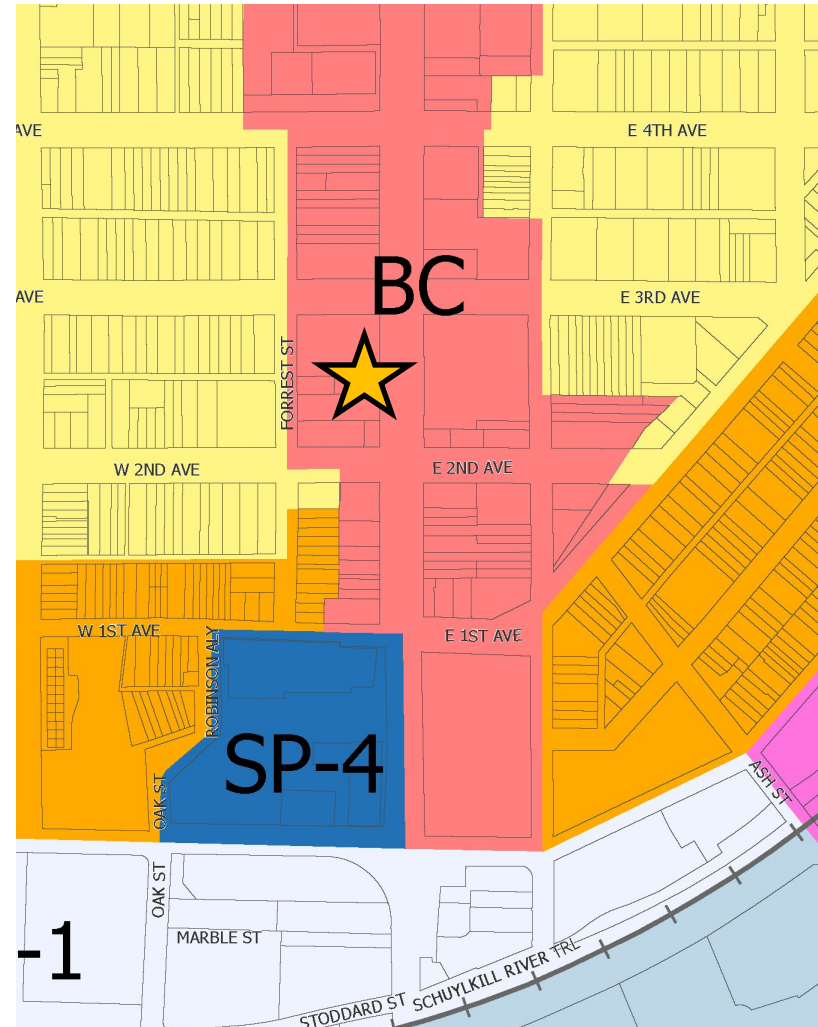 AVE
E 4TH AVE
BC
AVE
E 3RD AVE
FORREST ST
W 2ND AVE
E 2ND AVE
W 1ST AVE
ROBINSON ALY
E 1ST AVE
SP-4
OAK ST
ASH ST
OAK ST
MARBLE ST
-1
STODDARD ST
SCHUYLKILL RIVER TRL